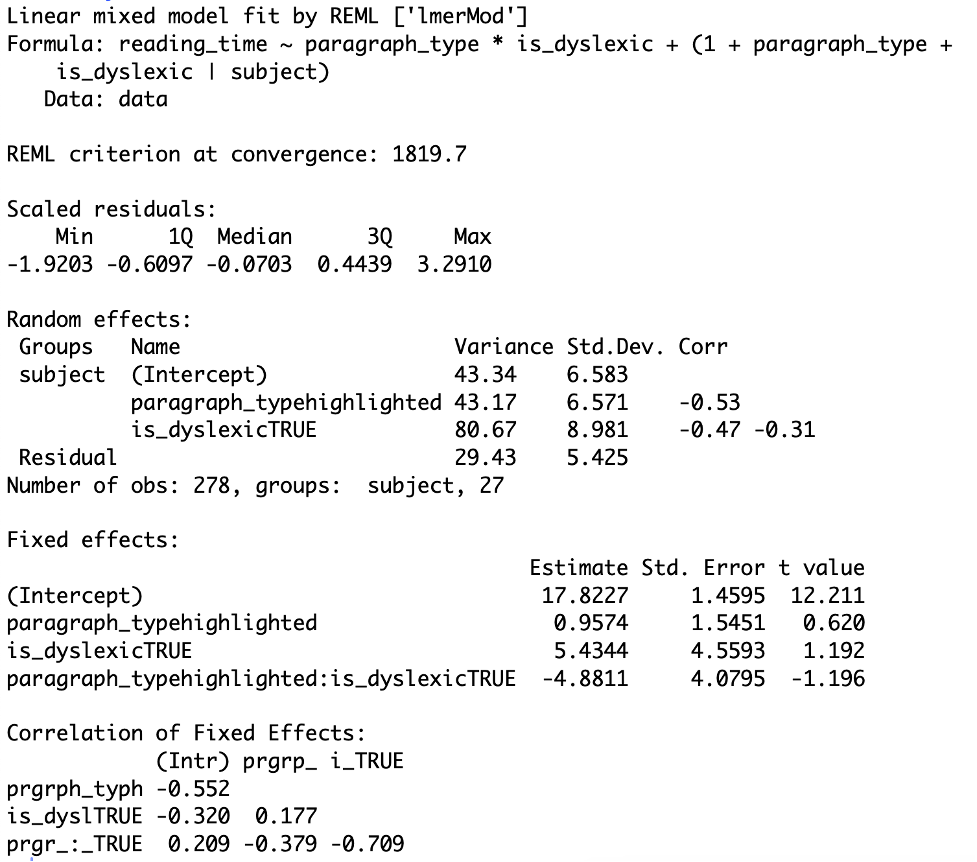 Linear mixed model fit by REML ['lmerMod']
Formula: reading_time ~ paragraph_type * is_dyslexic + (1 + paragraph_type +
    is_dyslexic | subject)
   Data: data

REML criterion at convergence: 1819.7

Scaled residuals:
    Min      1Q  Median      3Q     Max
-1.9203 -0.6097 -0.0703  0.4439  3.2910

Random effects:
 Groups   Name                      Variance Std.Dev. Corr
 subject  (Intercept)               43.34    6.583
          paragraph_typehighlighted 43.17    6.571    -0.53
          is_dyslexicTRUE           80.67    8.981    -0.47 -0.31
 Residual                           29.43    5.425
Number of obs: 278, groups:  subject, 27

Fixed effects:
                                          Estimate Std. Error t value
(Intercept)                                17.8227     1.4595  12.211
paragraph_typehighlighted                   0.9574     1.5451   0.620
is_dyslexicTRUE                             5.4344     4.5593   1.192
paragraph_typehighlighted:is_dyslexicTRUE  -4.8811     4.0795  -1.196

Correlation of Fixed Effects:
            (Intr) prgrp_ i_TRUE
prgrph_typh -0.552
is_dyslTRUE -0.320  0.177
prgr_:_TRUE  0.209 -0.379 -0.709